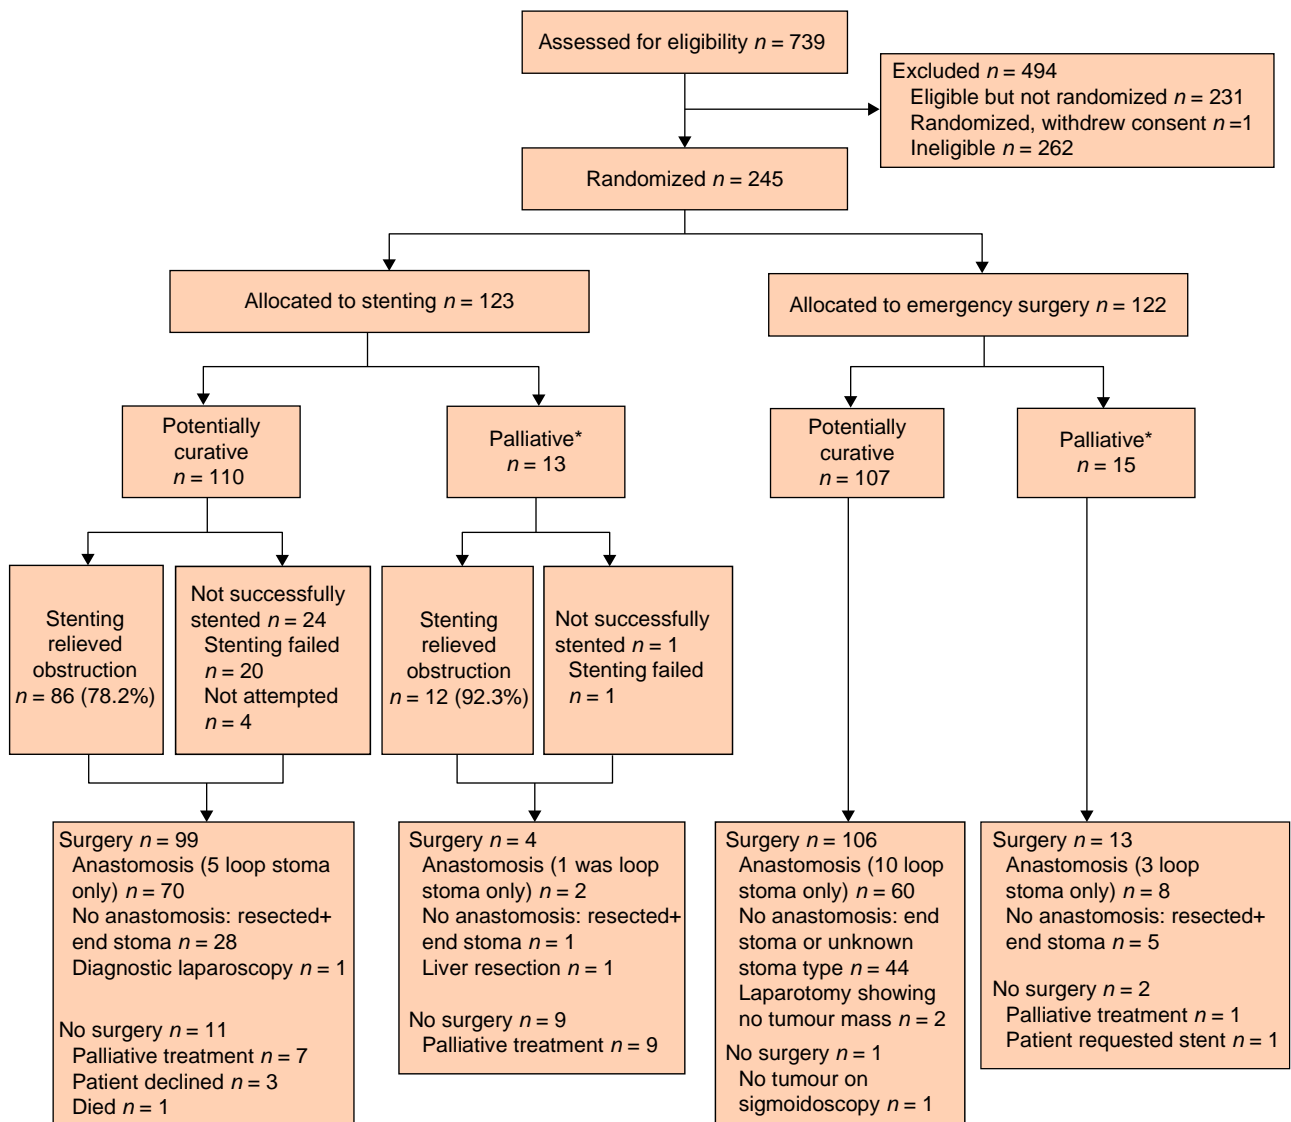 Assessed for eligibility n = 739
Excluded n = 494
Eligible but not randomized n = 231
Randomized, withdrew consent n =1
Ineligible n = 262
Randomized n = 245
Allocated to stenting n = 123
Allocated to emergency surgery n = 122
Potentially
curative
n = 110
Palliative*
n = 13
Potentially
curative
n = 107
Palliative*
n = 15
Stenting
relieved
obstruction
n = 86 (78.2%)
Not successfully
stented n = 24
Stenting failed
n = 20
Not attempted
n = 4
Stenting
relieved
obstruction
n = 12 (92.3%)
Not successfully
stented n = 1
Stenting failed
n = 1
Surgery n = 99
Anastomosis (5 loop stoma
only) n = 70
No anastomosis: resected+
end stoma n = 28
Diagnostic laparoscopy n = 1
No surgery n = 11
Palliative treatment n = 7
Patient declined n = 3
Died n = 1
Surgery n = 4
Anastomosis (1 was loop
stoma only) n = 2
No anastomosis: resected+
end stoma n = 1
Liver resection n = 1
No surgery n = 9
Palliative treatment n = 9
Surgery n = 106
Anastomosis (10 loop
stoma only) n = 60
No anastomosis: end
stoma or unknown
stoma type n = 44
Laparotomy showing
no tumour mass n = 2
No surgery n = 1
No tumour on
sigmoidoscopy n = 1
Surgery n = 13
Anastomosis (3 loop
stoma only) n = 8
No anastomosis: resected+
end stoma n = 5
No surgery n = 2
Palliative treatment n = 1
Patient requested stent n = 1